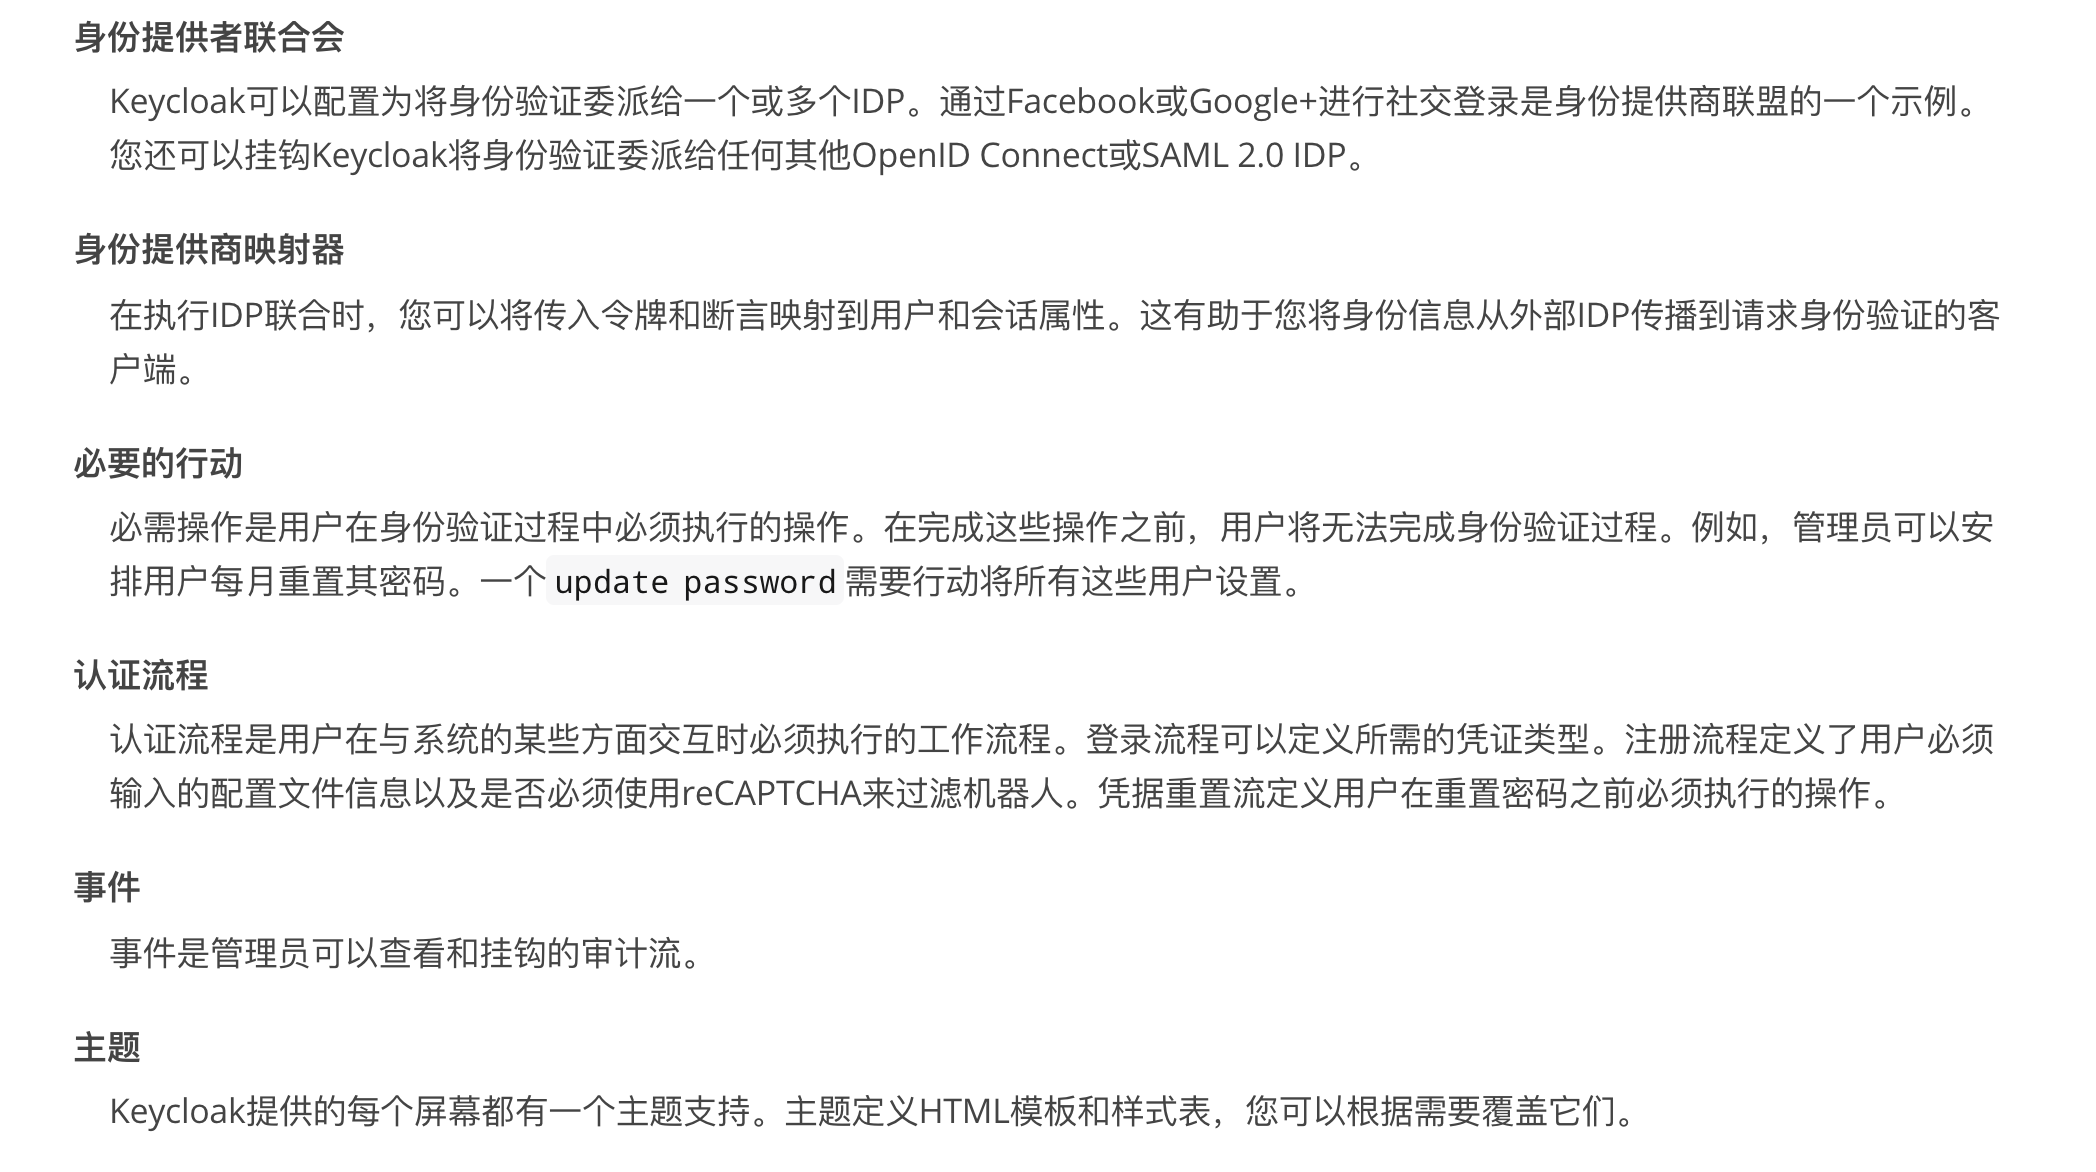 身份提供者联合会
Keycloak可以配置为将身份验证委派给一个或多个IDP。通过Facebook或Google+进行社交登录是身份提供商联盟的一个示例。
您还可以挂钩Keycloak将身份验证委派给任何其他OpenID Connect或SAML 2.0 IDP。
身份提供商映射器
在执行IDP联合时，您可以将传入令牌和断言映射到用户和会话属性。这有助于您将身份信息从外部IDP传播到请求身份验证的客
户端。
必要的行动
必需操作是用户在身份验证过程中必须执行的操作。在完成这些操作之前，用户将无法完成身份验证过程。例如，管理员可以安
排用户每月重置其密码。一个update password需要行动将所有这些用户设置。
认证流程
认证流程是用户在与系统的某些方面交互时必须执行的工作流程。登录流程可以定义所需的凭证类型。注册流程定义了用户必须
输入的配置文件信息以及是否必须使用reCAPTCHA来过滤机器人。凭据重置流定义用户在重置密码之前必须执行的操作。
事件
事件是管理员可以查看和挂钩的审计流。
主题
Keycloak提供的每个屏幕都有一个主题支持。主题定义HTML模板和样式表，您可以根据需要覆盖它们。